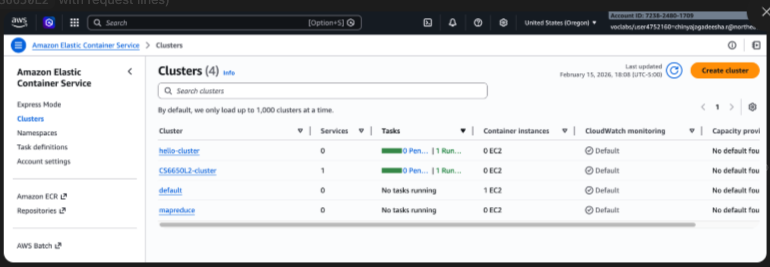 with request lines)
aws
Search
[Option+S]
United States (Oregon)
Account ID: 7238-2480-1709
Amazon Elastic Container Service > Clusters
Amazon Elastic
Container Service
Express Mode
Clusters
Namespaces
Task definitions
Account settings
Amazon ECR
Repositories
AWS Batch
Clusters (4) Info
Last updated
February 15, 2026, 18:08 (UTC-5:00)
Create cluster
Search clusters
By default, we only load up to 1,000 clusters at a time.
1
Cluster Services Tasks Container instances CloudWatch monitoring Capacity provi
hello-cluster 0 0 Pen... | 1 Run... 0 EC2 Default No default fou
CS6650L2-cluster 1 0 Pen... | 1 Run... 0 EC2 Default No default fou
default 0 No tasks running 1 EC2 Default No default fou
mapreduce 0 No tasks running 0 EC2 Default No default fou